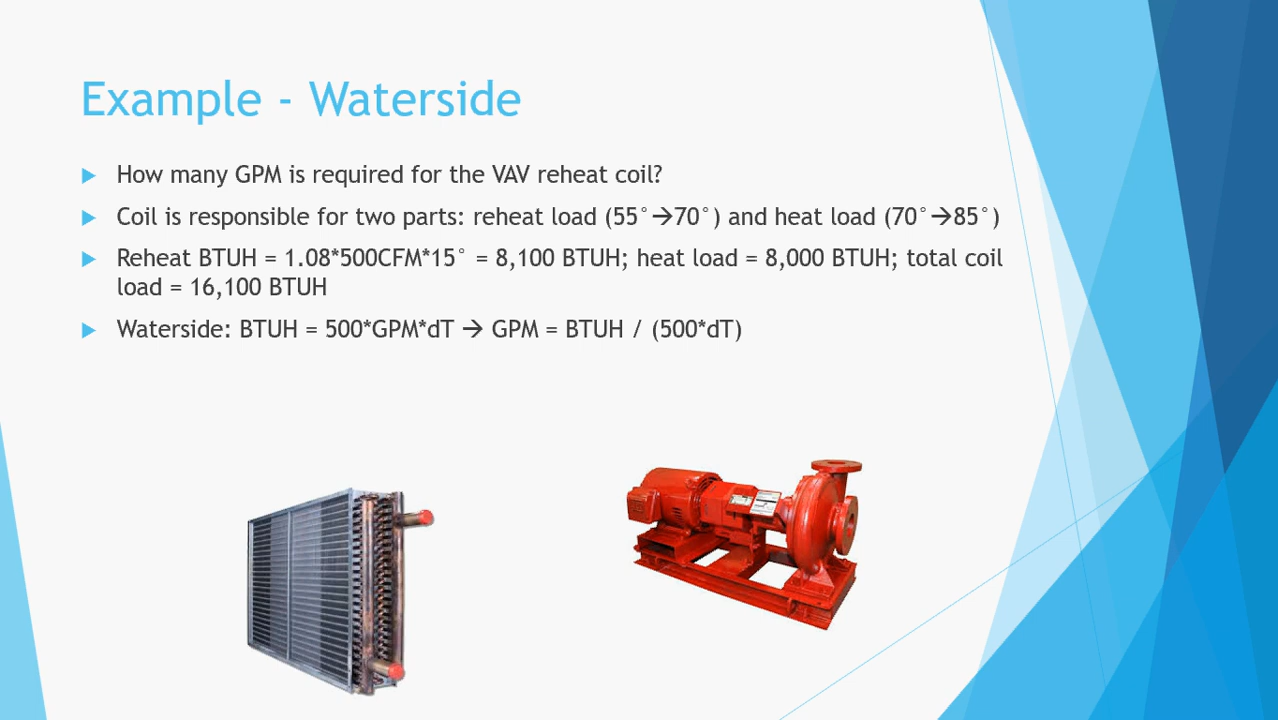 Example - Waterside
How many GPM is required for the VAV reheat coil?
Coil is responsible for two parts: reheat load (55°→70°) and heat load (70°→85°)
Reheat BTUH = 1.08*500CFM*15° = 8,100 BTUH; heat load = 8,000 BTUH; total coil
load = 16,100 BTUH
Waterside: BTUH = 500*GPM*dT → GPM = BTUH / (500*dT)